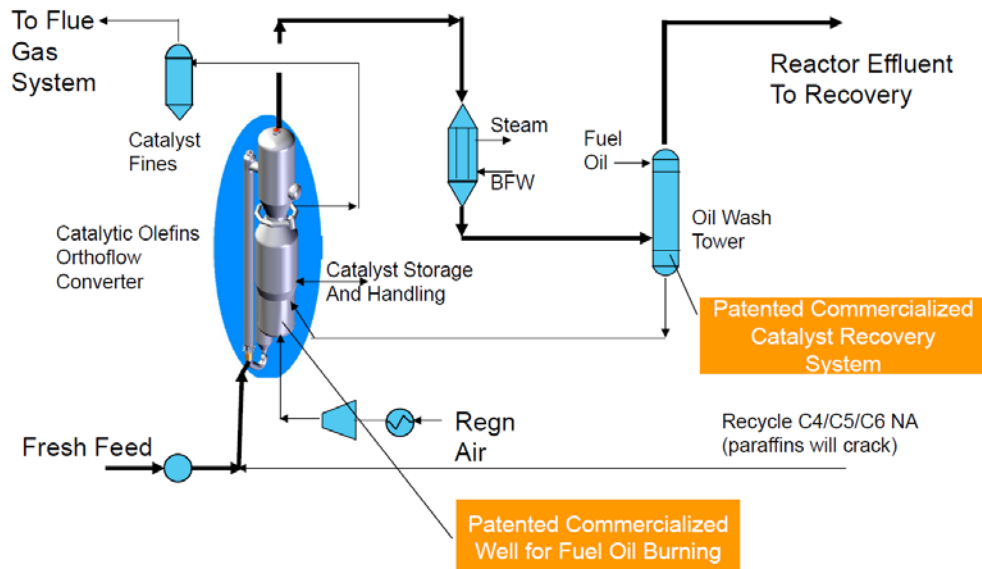 To Flue
Gas
System
Catalyst
Fines
Catalytic Olefins
Orthoflow
Converter
Catalyst Storage
And Handling
Steam
BFW
Fuel
Oil
Oil Wash
Tower
Reactor Effluent
To Recovery
Patented Commercialized
Catalyst Recovery
System
Regn
Air
Recycle C4/C5/C6 NA
(paraffins will crack)
Fresh Feed
Patented Commercialized
Well for Fuel Oil Burning